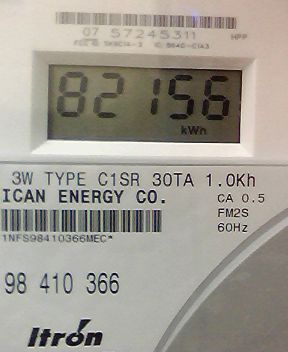 07 57245311 HPP
82156
kWh
3W TYPE C1SR 30TA 1.0Kh
ICAN ENERGY CO. CA 0.5
FM2S
60Hz
1NFS98410366MEC*
98 410 366
Itron